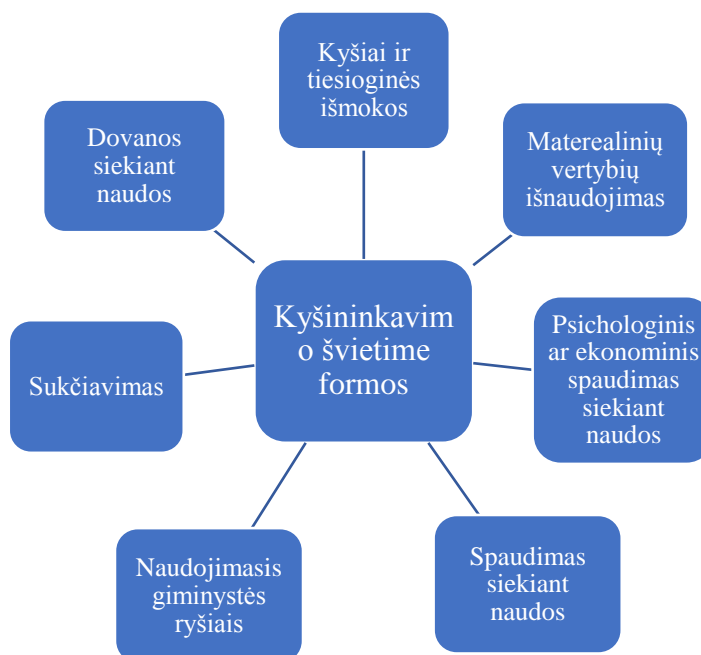 Kyšiai ir
tiesioginės
išmokos
Dovanos
siekiant
naudos
Materealinių
vertybių
išnaudojimas
Kyšininkavim
o švietime
formos
Sukčiavimas
Psichologinis
ar ekonominis
spaudimas
siekiant
naudos
Naudojimasis
giminystės
ryšiais
Spaudimas
siekiant
naudos